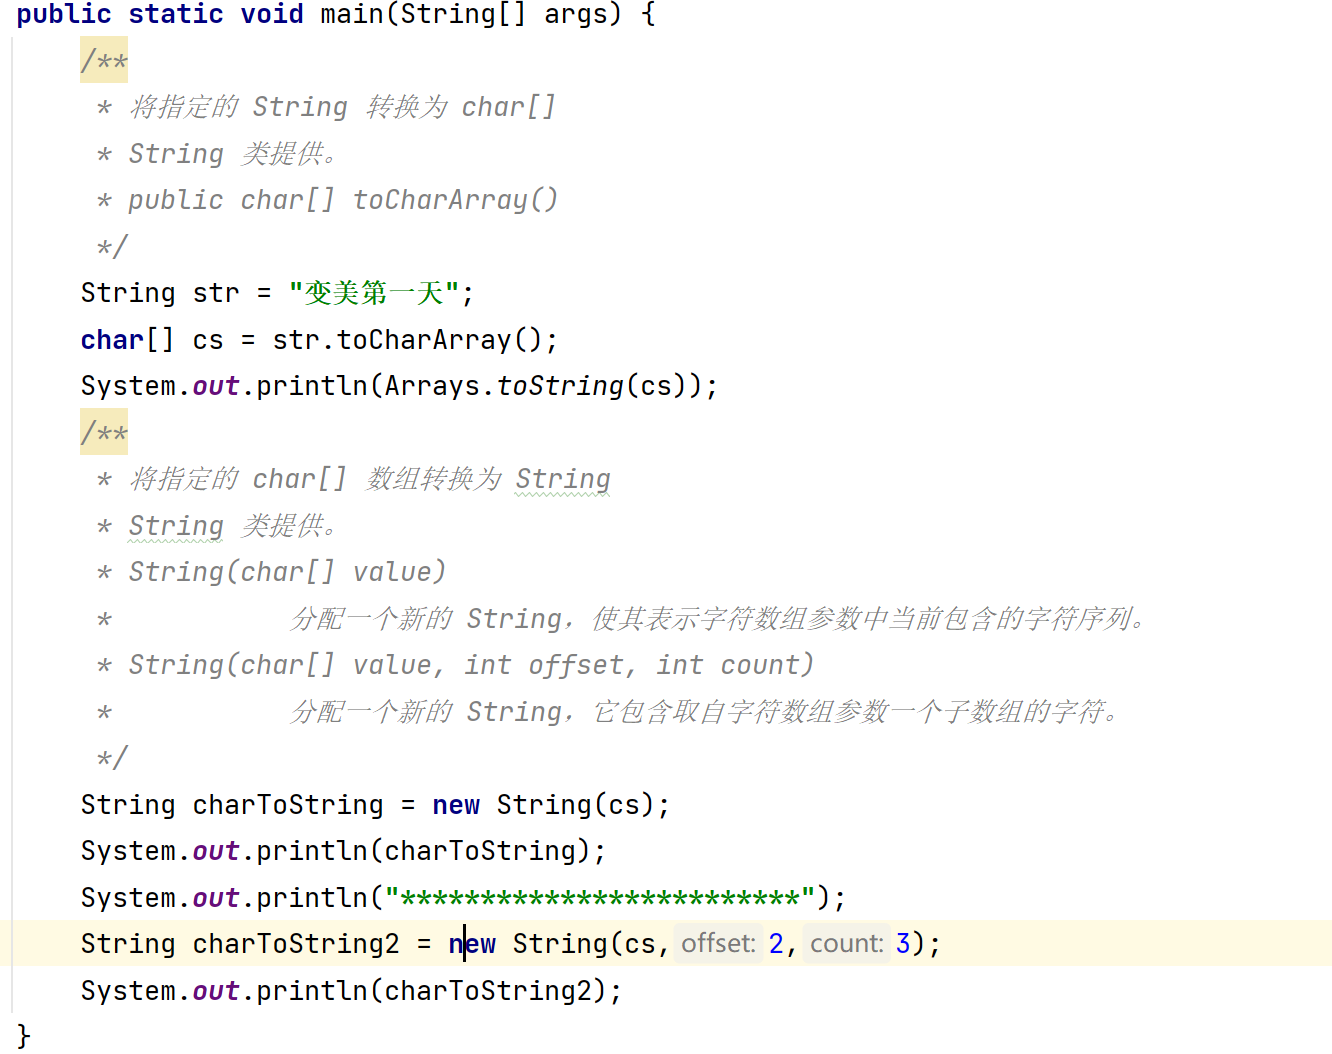 public static void main(String[] args) {
/**
* 将指定的 String 转换为 char[]
* String 类提供。
* public char[] toCharArray()
*/
String str = "变美第一天";
char[] cs = str.toCharArray();
System.out.println(Arrays.toString(cs));
/**
* 将指定的 char[] 数组转换为 String
* String 类提供。
* String(char[] value)
* 分配一个新的 String，使其表示字符数组参数中当前包含的字符序列。
* String(char[] value, int offset, int count)
* 分配一个新的 String，它包含取自字符数组参数一个子数组的字符。
*/
String charToString = new String(cs);
System.out.println(charToString);
System.out.println("*************************");
String charToString2 = new String(cs, offset: 2, count: 3);
System.out.println(charToString2);
}